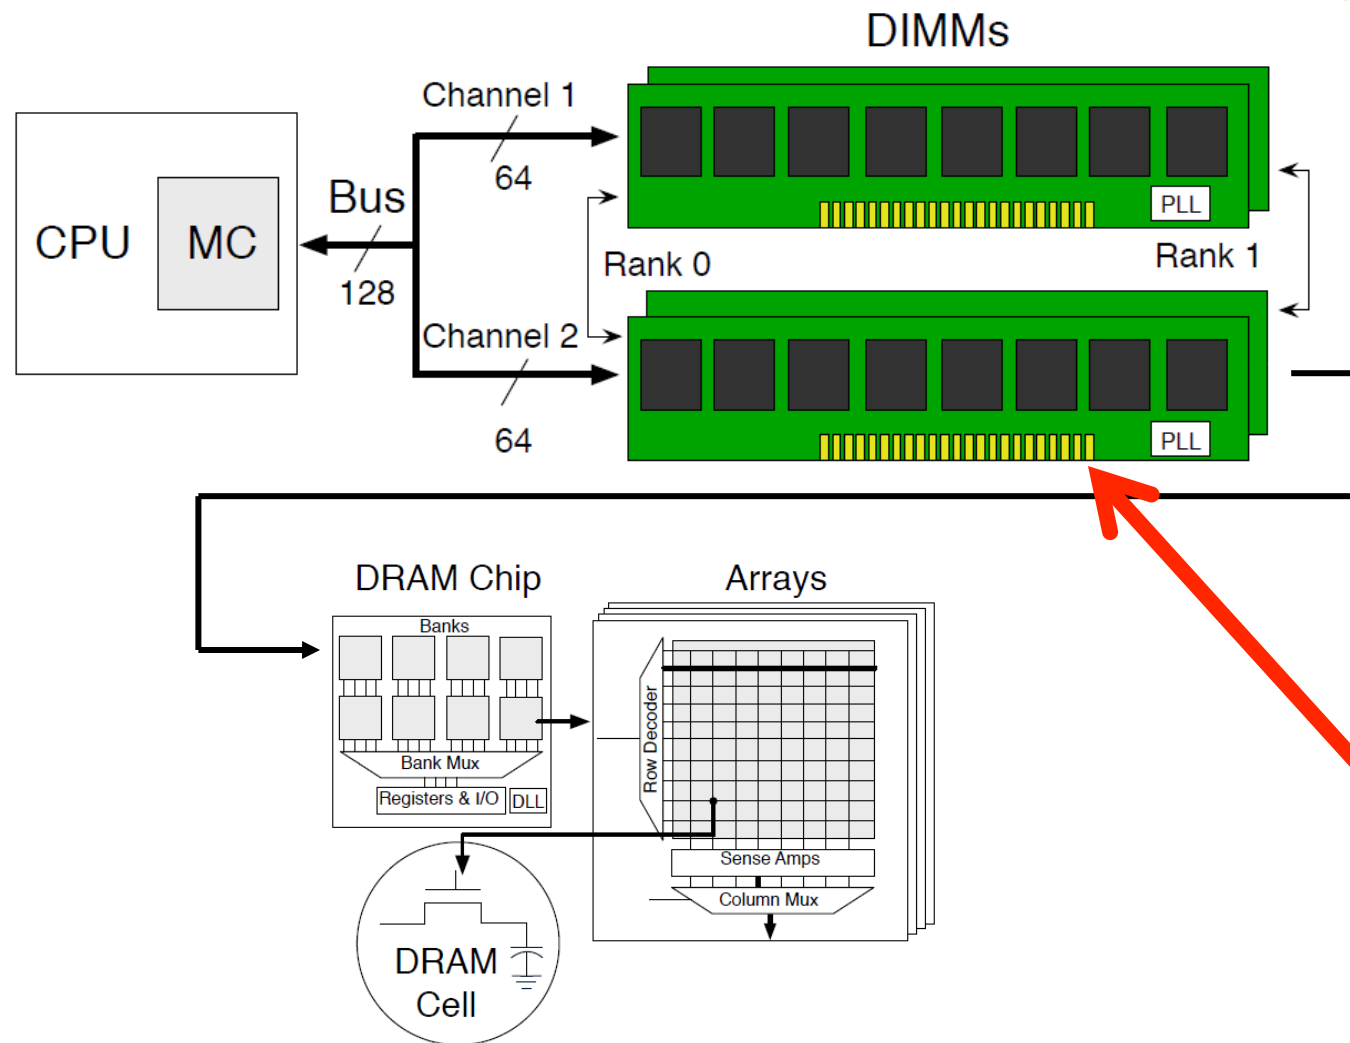 DIMMs
Channel 1
64
Bus
CPU
MC
128
PLL
Rank 0
Rank 1
Channel 2
64
PLL
DRAM Chip
Arrays
Banks
Bank Mux
Registers & I/O
DLL
Row Decoder
Sense Amps
Column Mux
DRAM
Cell